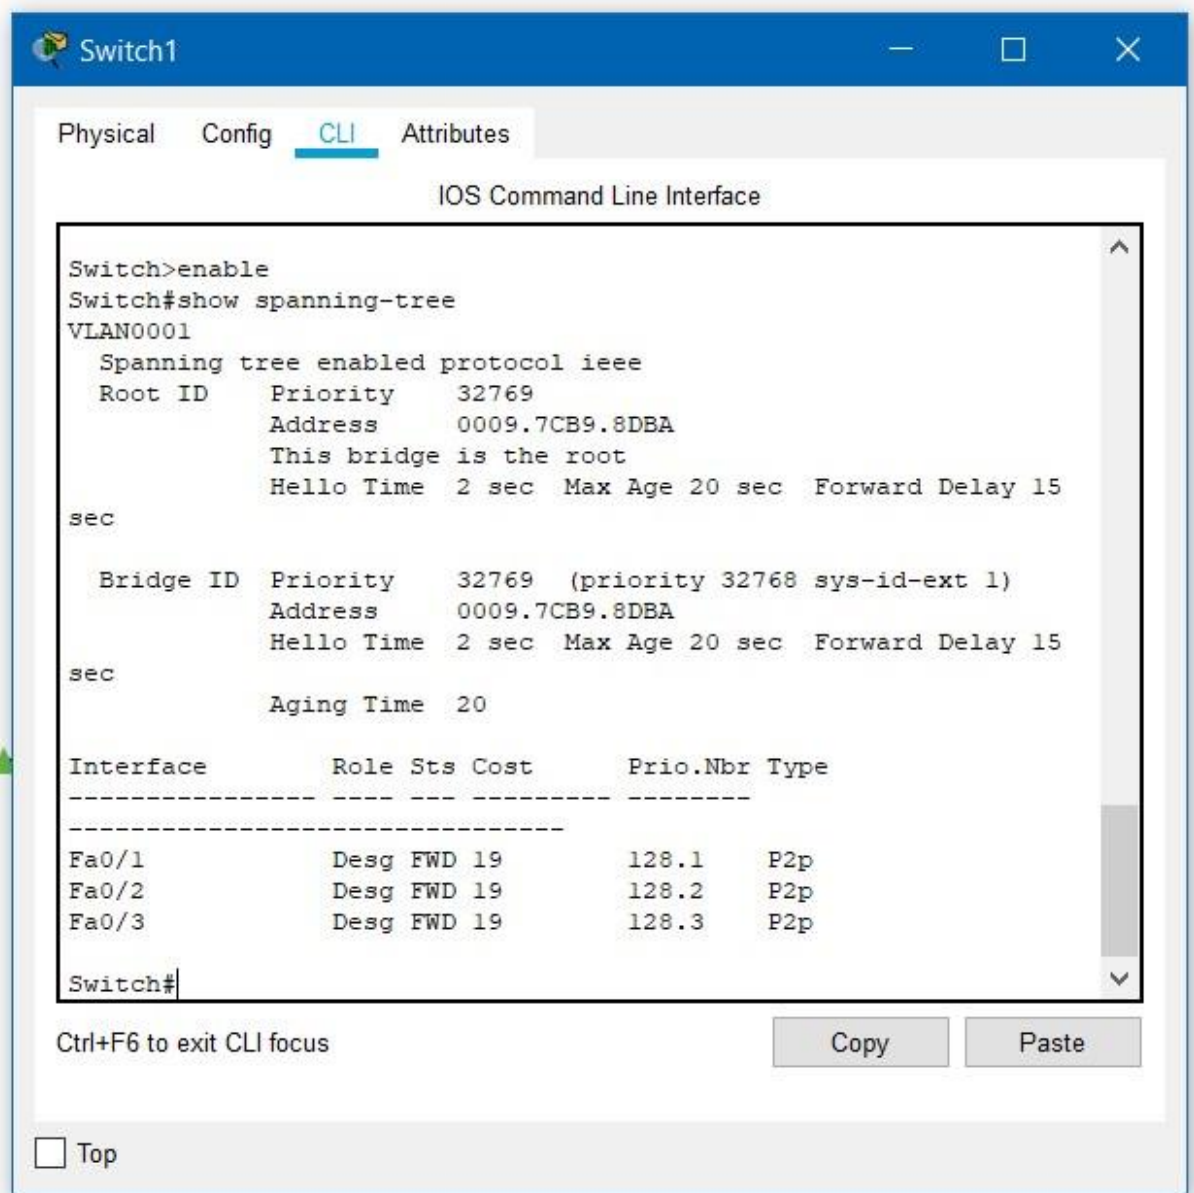 Switch1
Physical Config CLI Attributes
IOS Command Line Interface
Switch>enable
Switch#show spanning-tree
VLAN0001
  Spanning tree enabled protocol ieee
  Root ID    Priority    32769
             Address     0009.7CB9.8DBA
             This bridge is the root
             Hello Time  2 sec  Max Age 20 sec  Forward Delay 15
sec

  Bridge ID  Priority    32769  (priority 32768 sys-id-ext 1)
             Address     0009.7CB9.8DBA
             Hello Time  2 sec  Max Age 20 sec  Forward Delay 15
sec
             Aging Time  20

Interface        Role Sts Cost      Prio.Nbr Type
---------------- ---- --- --------- --------
--------------------------------
Fa0/1            Desg FWD 19        128.1    P2p
Fa0/2            Desg FWD 19        128.2    P2p
Fa0/3            Desg FWD 19        128.3    P2p

Switch#
Ctrl+F6 to exit CLI focus Copy Paste
Top